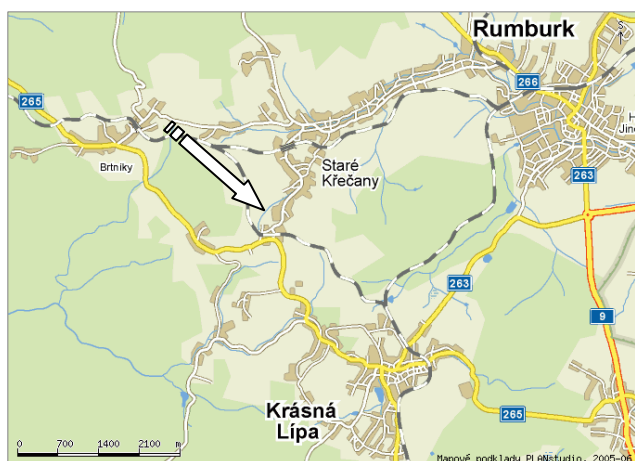 Rumburk
S
266
265
Brtníky
Staré
Křečany
H
Jiřé
263
263
9
Krásná
Lípa
265
0 700 1400 2100 m
Mapové podklady PLANstudio, 2005-06